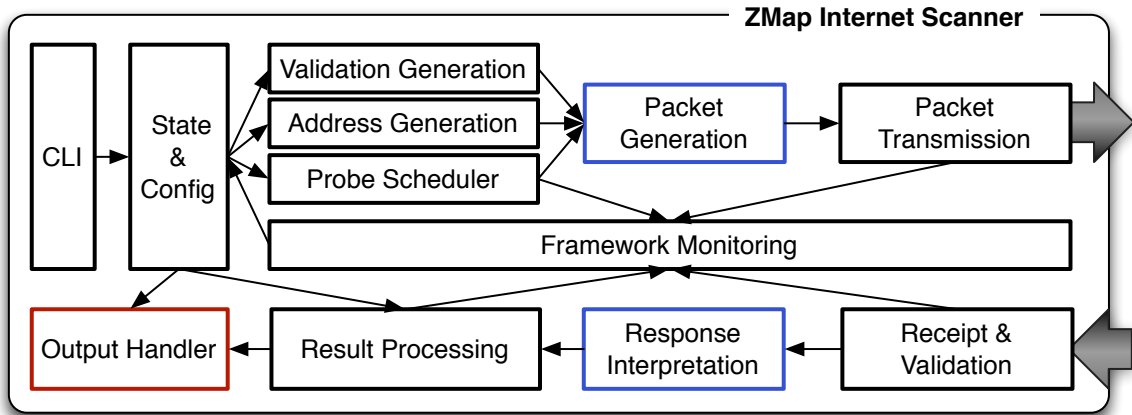 ZMap Internet Scanner
CLI
State
&
Config
Validation Generation
Address Generation
Probe Scheduler
Packet
Generation
Packet
Transmission
Framework Monitoring
Output Handler
Result Processing
Response
Interpretation
Receipt &
Validation